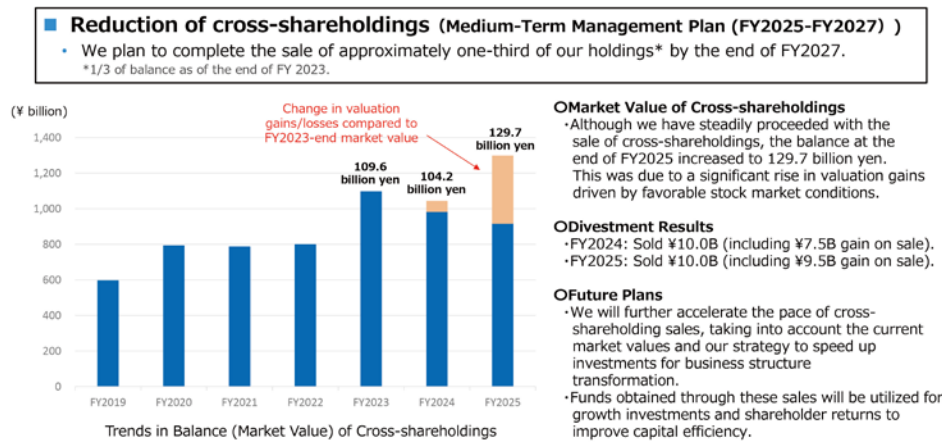 ■ Reduction of cross-shareholdings (Medium-Term Management Plan (FY2025-FY2027) )
• We plan to complete the sale of approximately one-third of our holdings* by the end of FY2027.
*1/3 of balance as of the end of FY 2023.
(¥ billion)
Change in valuation
gains/losses compared to
FY2023-end market value
1,400
1,200
1,000
800
600
400
200
0
109.6
billion yen
104.2
billion yen
129.7
billion yen
FY2019 FY2020 FY2021 FY2022 FY2023 FY2024 FY2025
Trends in Balance (Market Value) of Cross-shareholdings
○Market Value of Cross-shareholdings
・Although we have steadily proceeded with the
sale of cross-shareholdings, the balance at the
end of FY2025 increased to 129.7 billion yen.
This was due to a significant rise in valuation gains
driven by favorable stock market conditions.
○Divestment Results
・FY2024: Sold ¥10.0B (including ¥7.5B gain on sale).
・FY2025: Sold ¥10.0B (including ¥9.5B gain on sale).
○Future Plans
・We will further accelerate the pace of cross-
shareholding sales, taking into account the current
market values and our strategy to speed up
investments for business structure
transformation.
・Funds obtained through these sales will be utilized for
growth investments and shareholder returns to
improve capital efficiency.